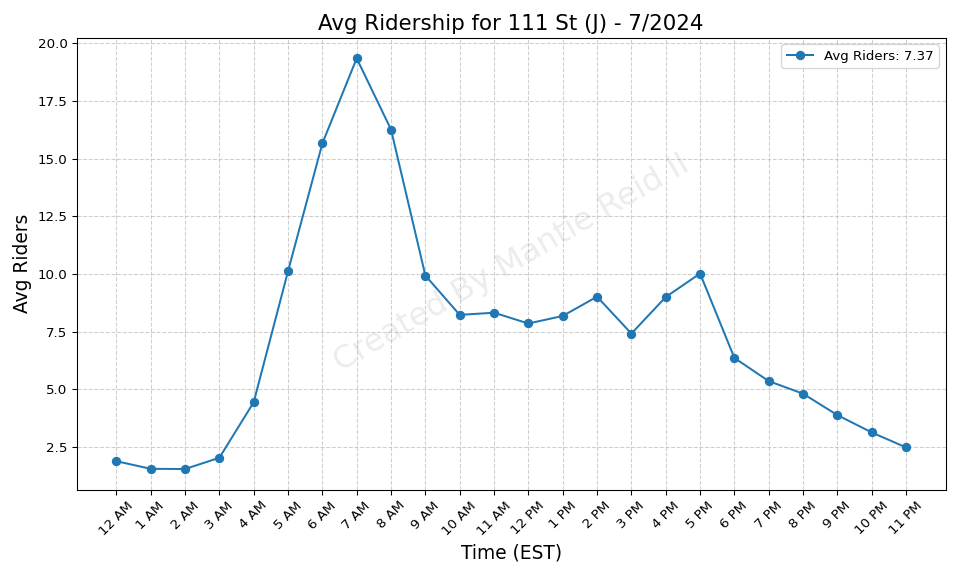 Avg Ridership for 111 St (J) - 7/2024
20.0
Avg Riders: 7.37
17.5
15.0
12.5
10.0
7.5
5.0
2.5
Avg Riders
Created By Mantie Reid II
12 AM
1 AM
2 AM
3 AM
4 AM
5 AM
6 AM
7 AM
8 AM
9 AM
10 AM
11 AM
12 PM
1 PM
2 PM
3 PM
4 PM
5 PM
6 PM
7 PM
8 PM
9 PM
10 PM
11 PM
Time (EST)